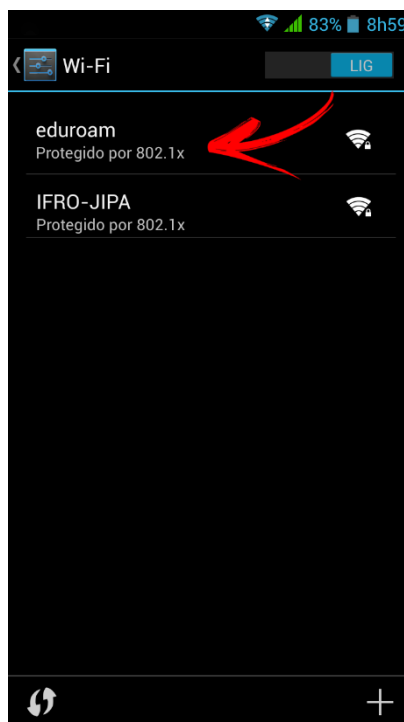 83% 8h59
Wi-Fi
LIG
eduroam
Protegido por 802.1x
IFRO-JIPA
Protegido por 802.1x